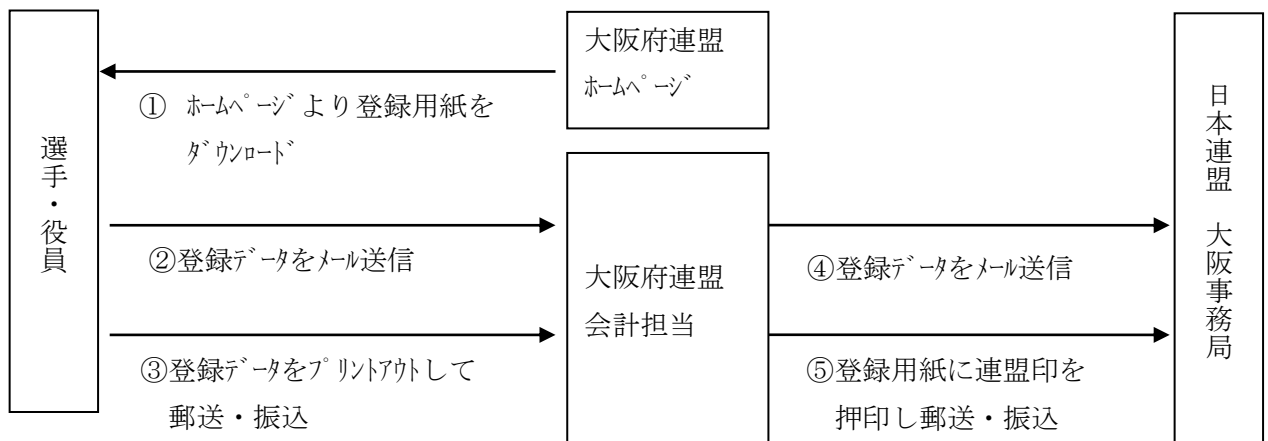 大阪府連盟
ﾎｰﾑﾍﾟｰｼﾞ
① ﾎｰﾑﾍﾟｰｼﾞより登録用紙を
ﾀﾞｳﾝﾛｰﾄﾞ
選手・役員
②登録ﾃﾞｰﾀをﾒｰﾙ送信
③登録ﾃﾞｰﾀをﾌﾟﾘﾝﾄｱｳﾄして
郵送・振込
大阪府連盟
会計担当
④登録ﾃﾞｰﾀをﾒｰﾙ送信
⑤登録用紙に連盟印を
押印し郵送・振込
日本連盟 大阪事務局